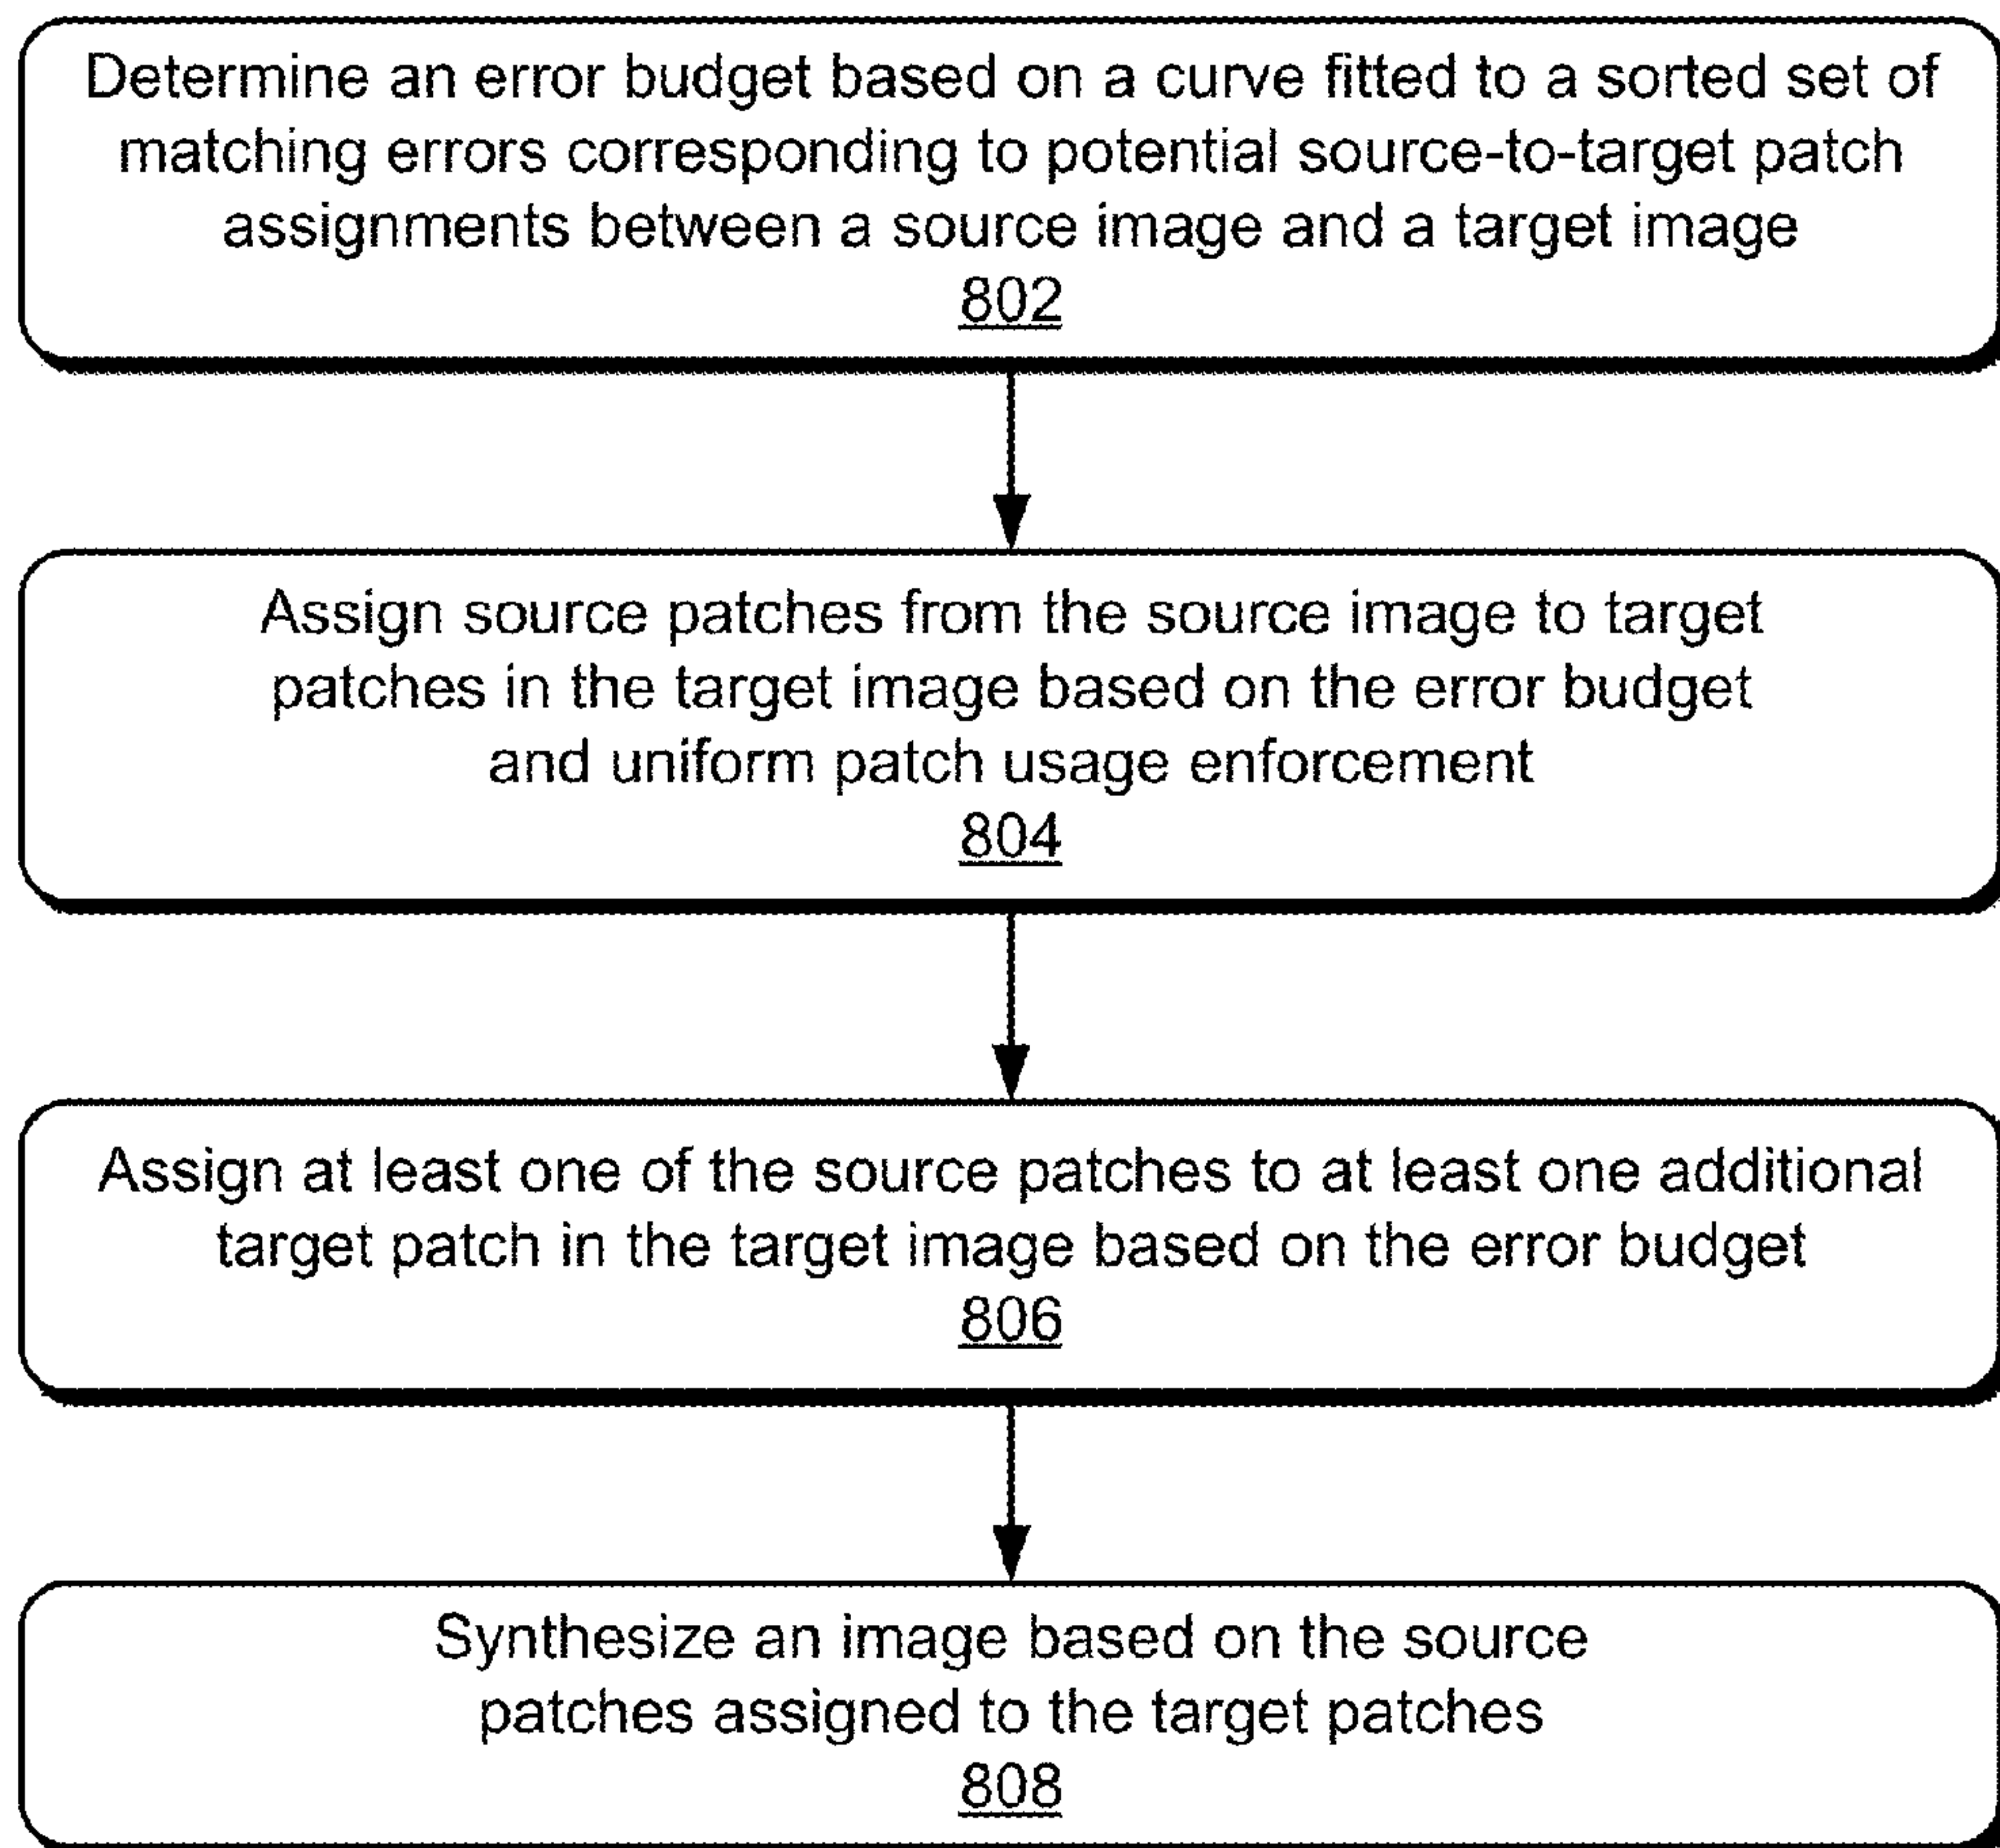 Determine an error budget based on a curve fitted to a sorted set of
matching errors corresponding to potential source-to-target patch
assignments between a source image and a target image
802
Assign source patches from the source image to target
patches in the target image based on the error budget
and uniform patch usage enforcement
804
Assign at least one of the source patches to at least one additional
target patch in the target image based on the error budget
806
Synthesize an image based on the source
patches assigned to the target patches
808